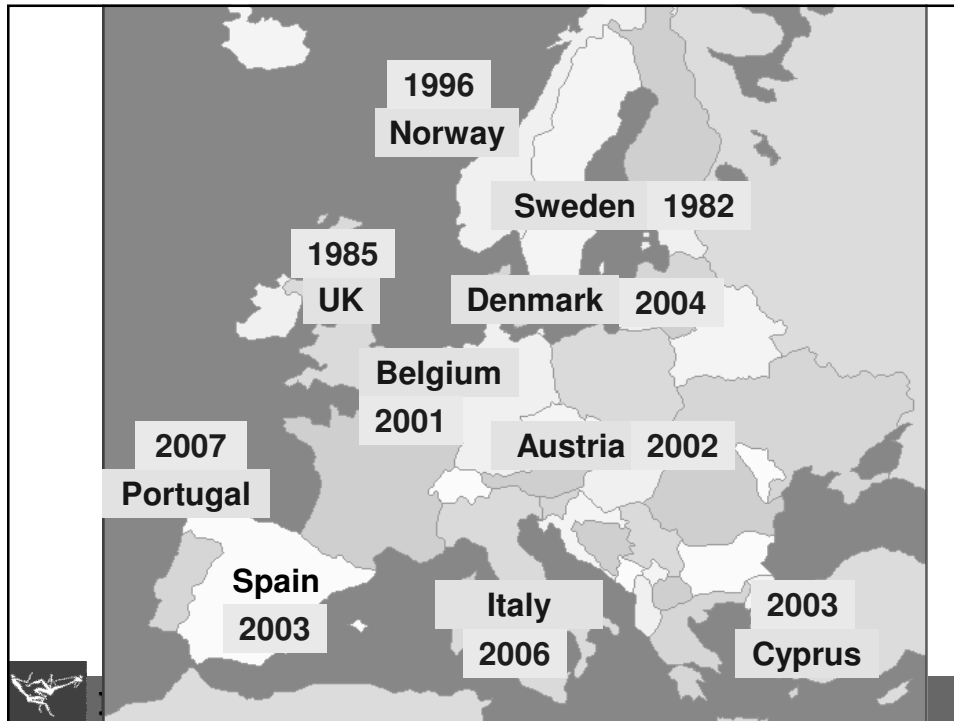 1996
Norway
Sweden 1982
1985
UK
Denmark 2004
Belgium
2001
Austria 2002
2007
Portugal
Spain
2003
Italy
2006
2003
Cyprus